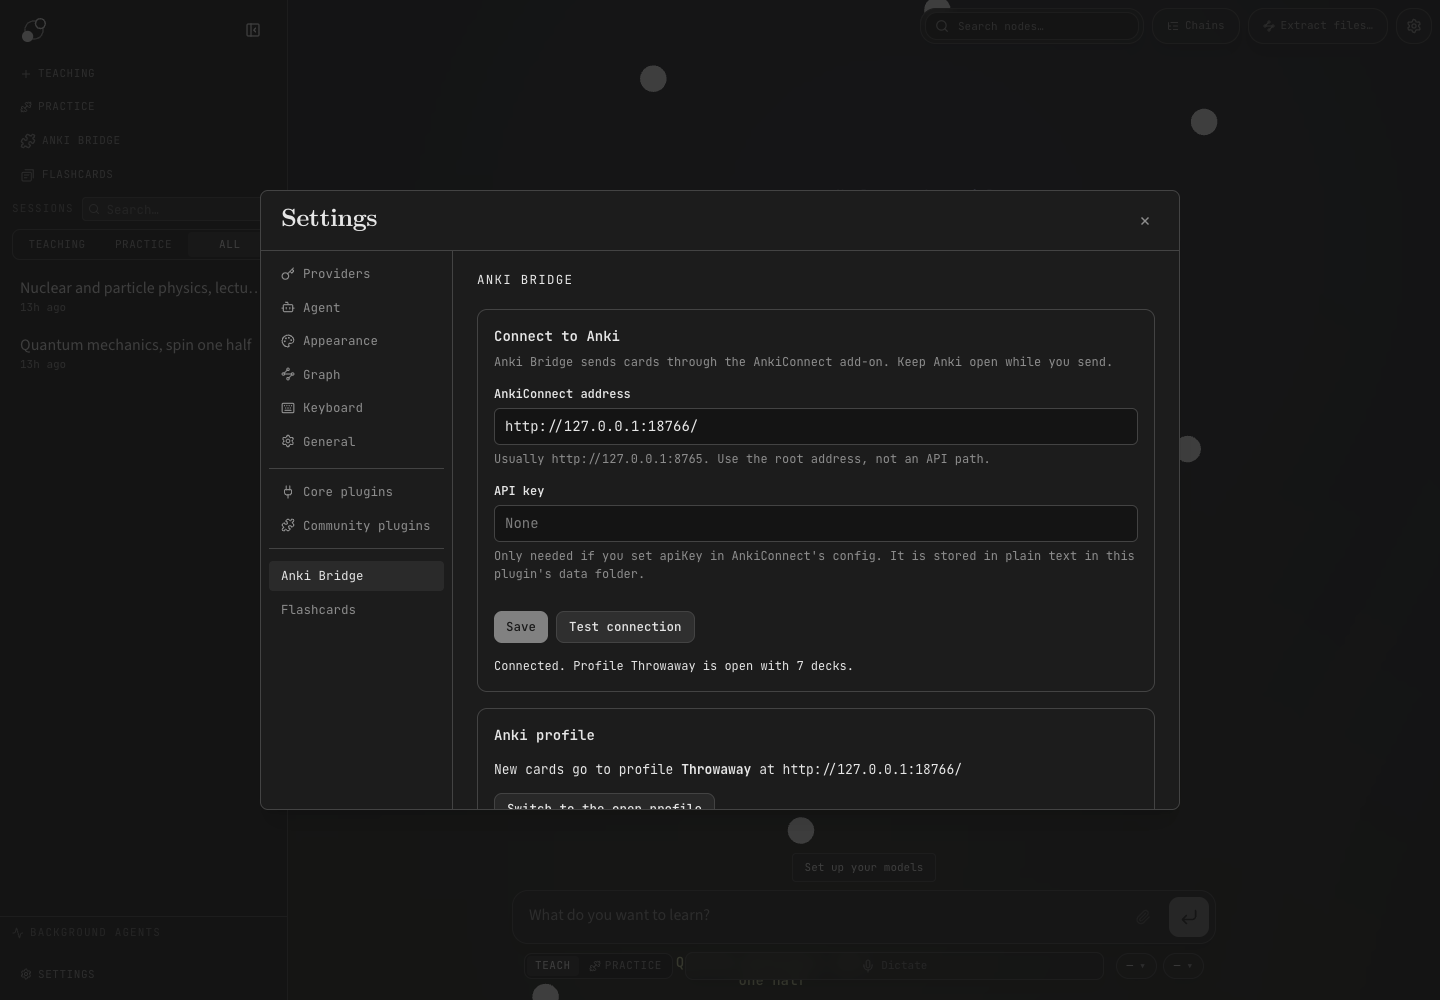 Search nodes…
Chains
Extract files…
TEACHING
PRACTICE
ANKI BRIDGE
FLASHCARDS
SESSIONS
Search…
TEACHING
PRACTICE
ALL
Nuclear and particle physics, lectu…
13h ago
Quantum mechanics, spin one half
13h ago
BACKGROUND AGENTS
SETTINGS
Settings
Providers
Agent
Appearance
Graph
Keyboard
General
Core plugins
Community plugins
Anki Bridge
Flashcards
ANKI BRIDGE
Connect to Anki
Anki Bridge sends cards through the AnkiConnect add-on. Keep Anki open while you send.
AnkiConnect address
http://127.0.0.1:18766/
Usually http://127.0.0.1:8765. Use the root address, not an API path.
API key
None
Only needed if you set apiKey in AnkiConnect's config. It is stored in plain text in this
plugin's data folder.
Save
Test connection
Connected. Profile Throwaway is open with 7 decks.
Anki profile
New cards go to profile Throwaway at http://127.0.0.1:18766/
Switch to the open profile
Set up your models
What do you want to learn?
TEACH
PRACTICE
Dictate
one half